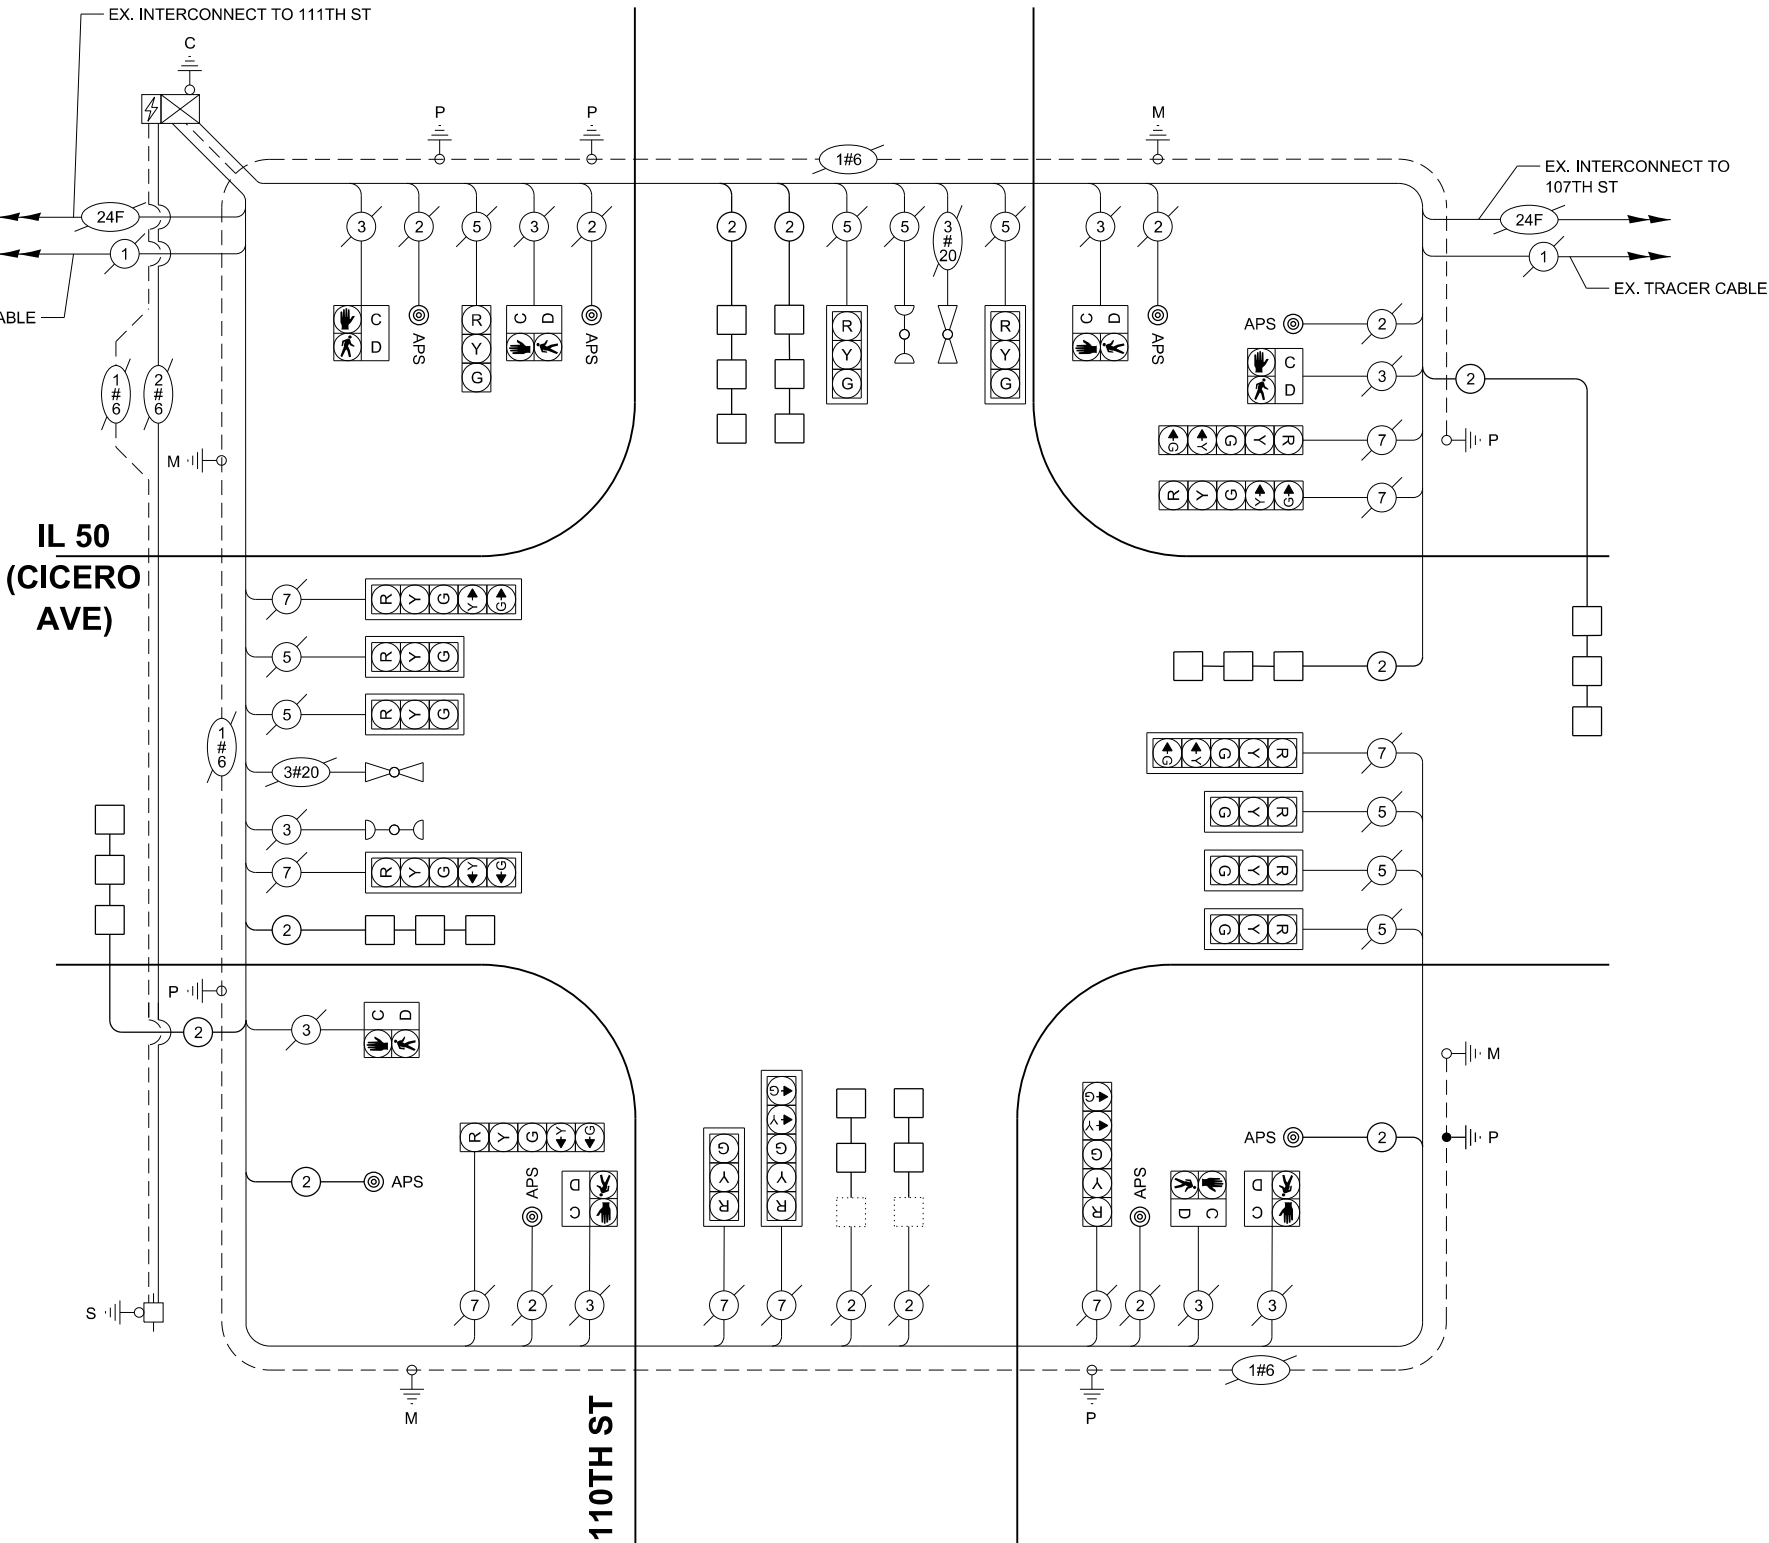 EX. INTERCONNECT TO 111TH ST
C
P
P
M
1#6
EX. INTERCONNECT TO
107TH ST
24F
1
24F
1
EX. TRACER CABLE
ABLE
3
2
5
3
2
2
2
5
5
3
#
20
5
3
2
C
D
APS
R
Y
G
C D
APS
R
Y
G
R
Y
G
C D
APS
APS
2
C
D
3
2
G Y G Y R
7
P
R Y G Y G
7
1
#
6
2
#
6
M
IL 50
(CICERO
AVE)
7
R Y G Y G
5
R Y G
5
R Y G
3#20
3
7
R Y G Y G
2
1
#
6
2
G Y G Y R
7
G Y R
5
G Y R
5
G Y R
5
P
2
3
C D
M
APS
2
P
R Y G Y G
2
APS
APS
D
C
G
Y
R
G
Y
G
Y
R
G
Y
G
Y
R
APS
D C
D
C
7
2
3
7
7
2
2
7
2
3
3
S
M
P
1#6
110TH ST